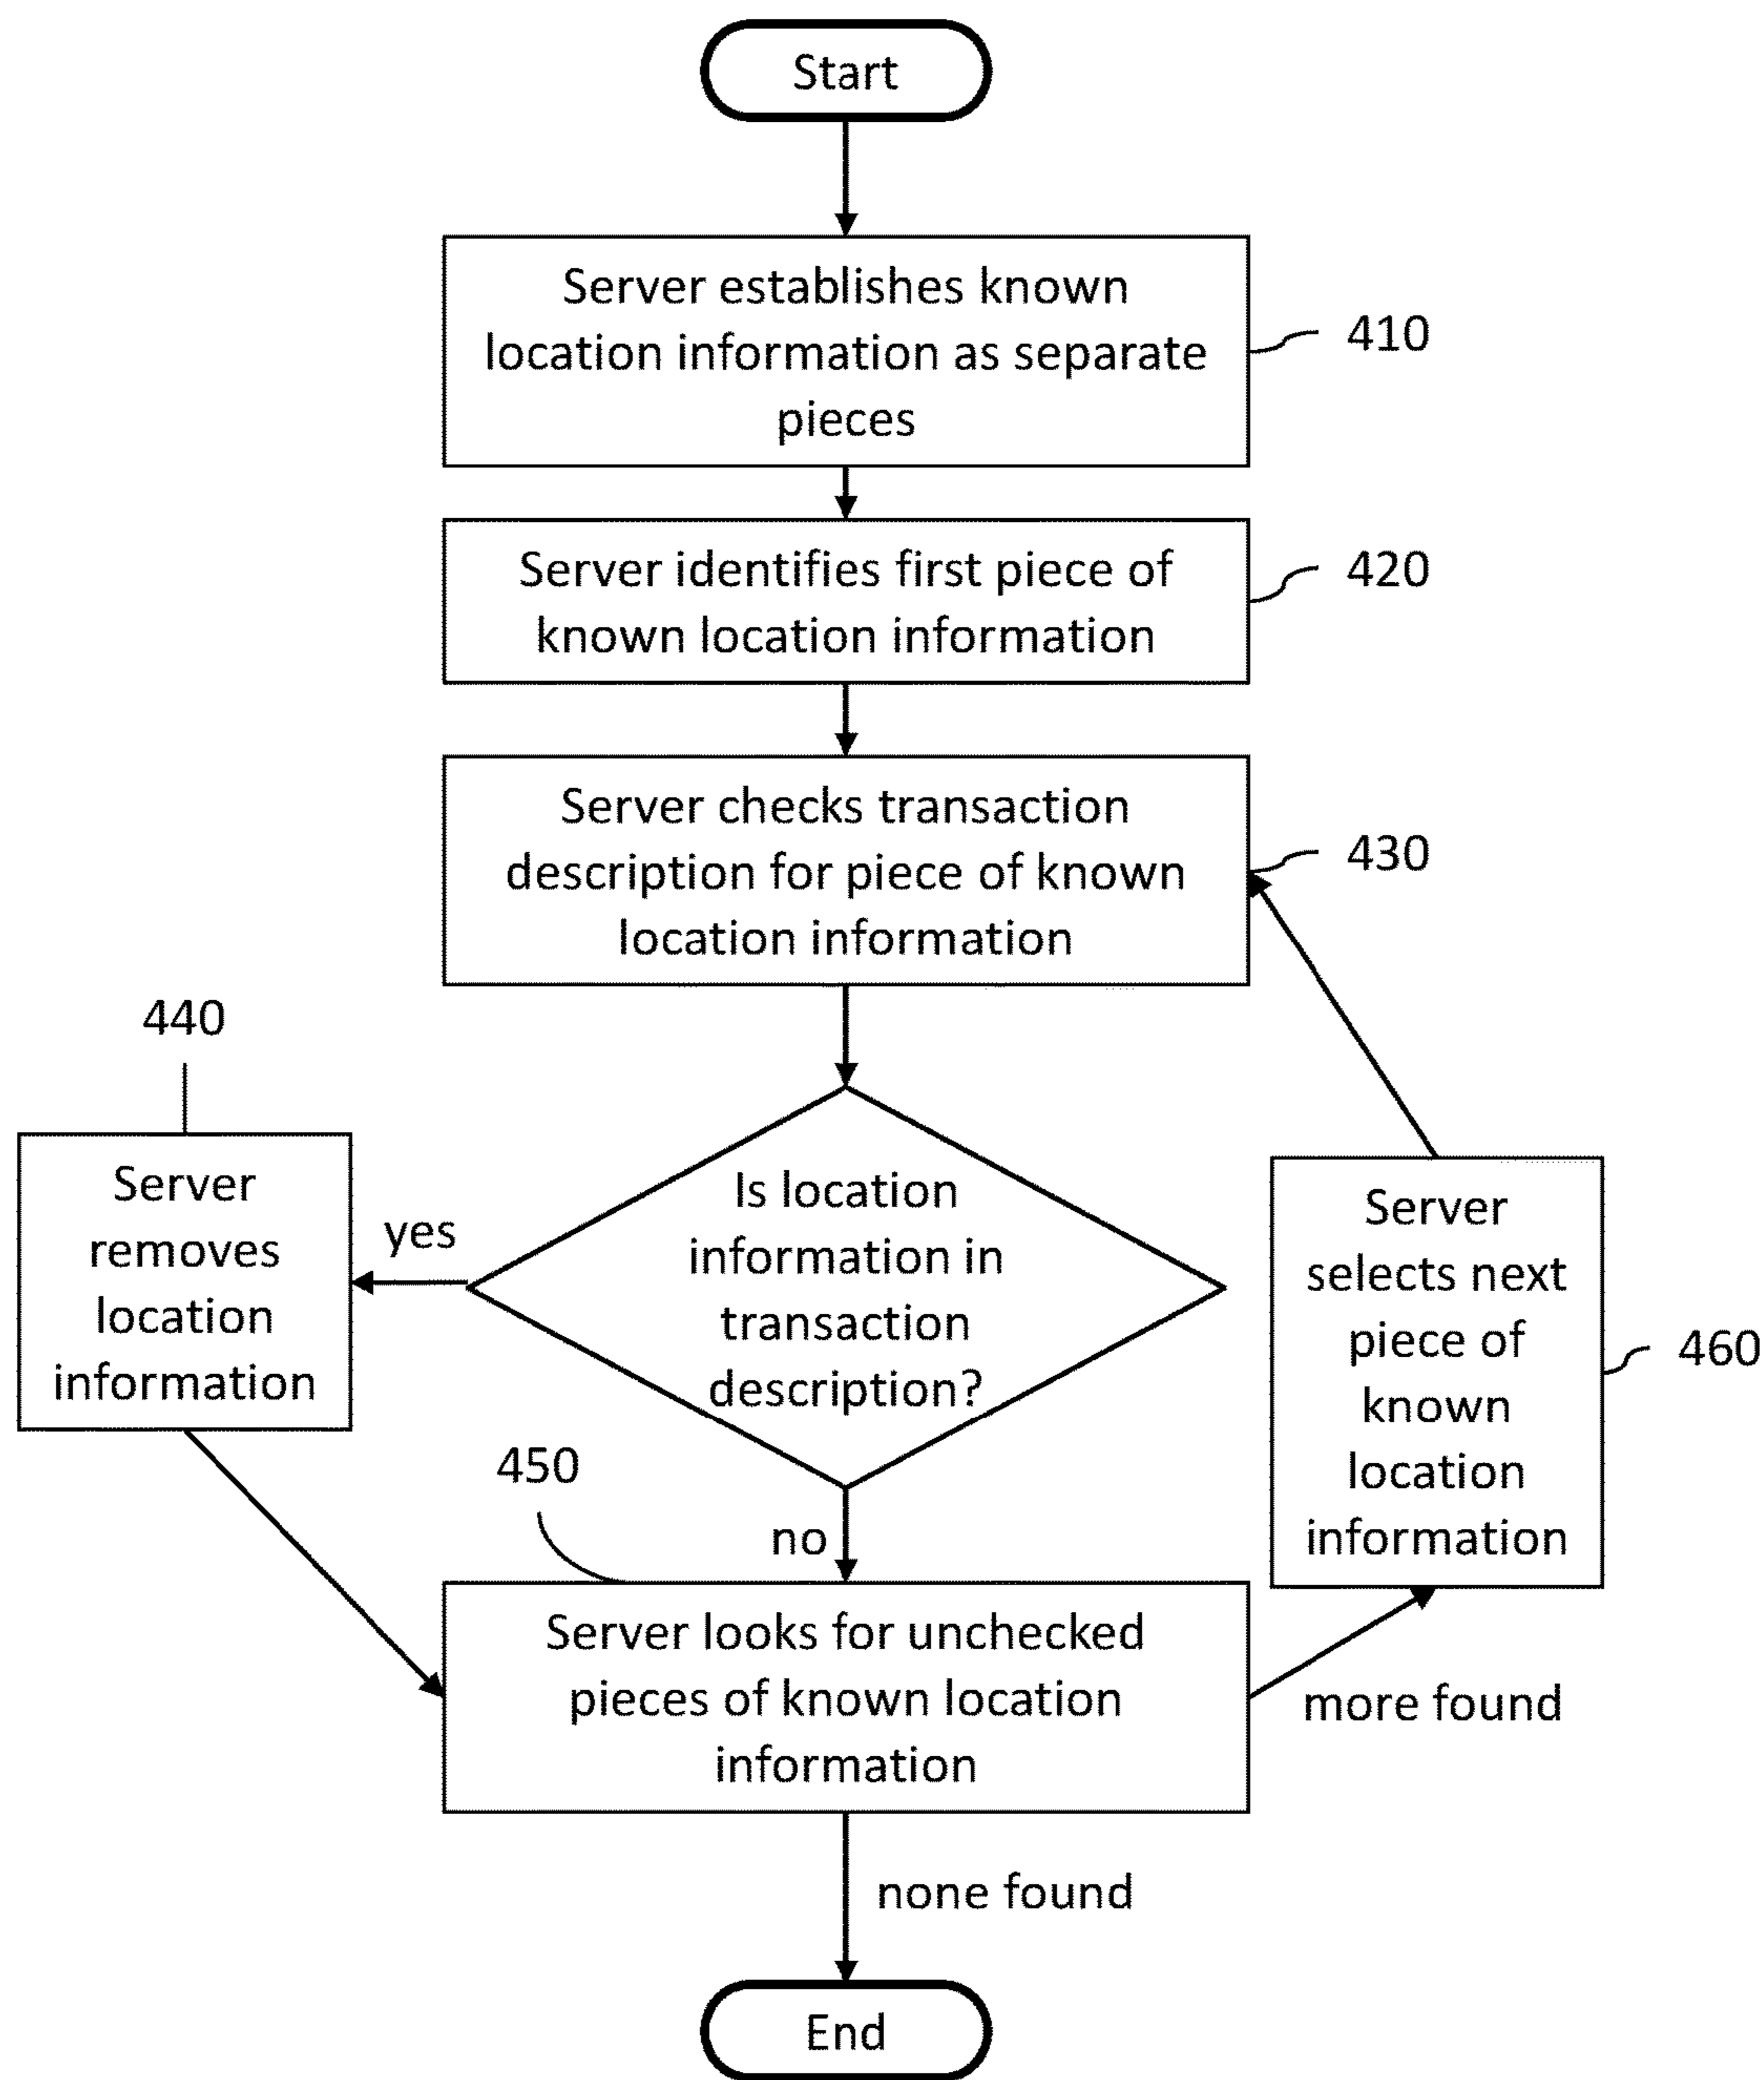 Start
Server establishes known
location information as separate
pieces
410
Server identifies first piece of
known location information
420
Server checks transaction
description for piece of known
location information
430
440
Server
removes
location
information
yes
Is location
information in
transaction
description?
Server
selects next
piece of
known
location
information
460
450
no
Server looks for unchecked
pieces of known location
information
more found
none found
End